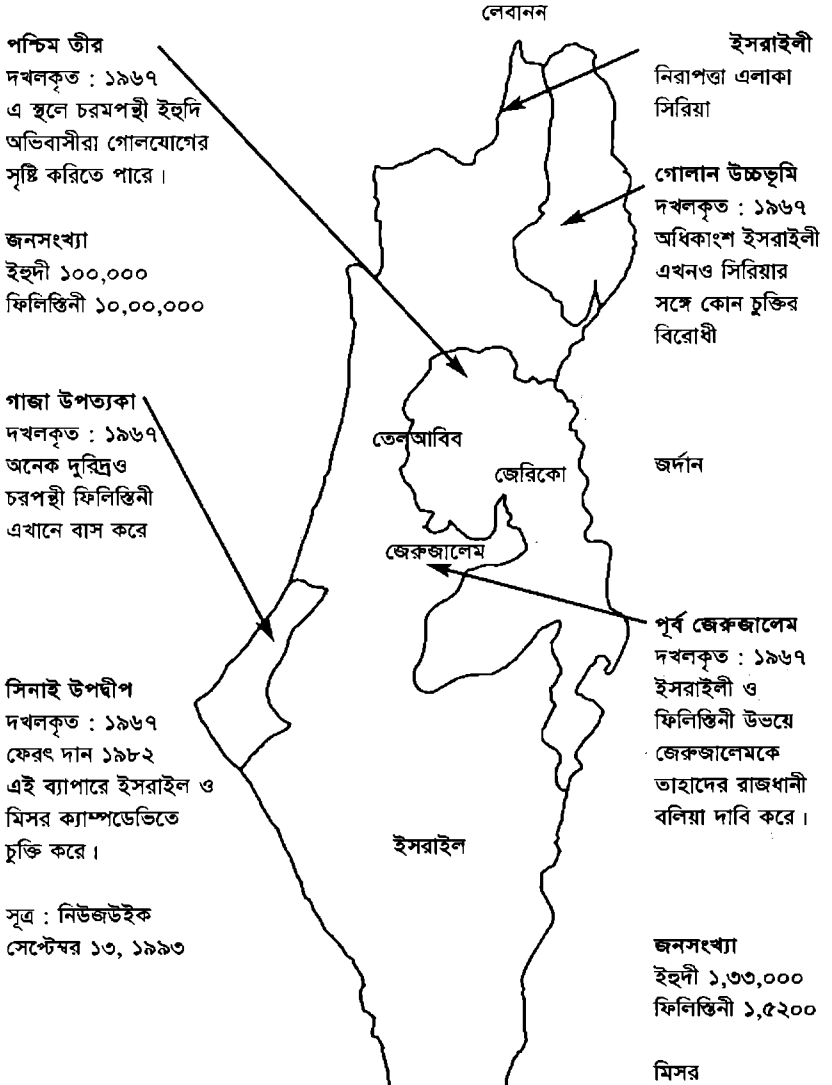 লেবানন
পশ্চিম তীর
দখলকৃত : ১৯৬৭
এ স্থলে চরমপন্থী ইহুদি
অভিবাসীরা গোলযোগের
সৃষ্টি করিতে পারে।
জনসংখ্যা
ইহুদী ১০০,০০০
ফিলিস্তিনী ১০,০০,০০০
গাজা উপত্যকা
দখলকৃত : ১৯৬৭
অনেক দুরিদ্রও
চরপন্থী ফিলিস্তিনী
এখানে বাস করে
সিনাই উপদ্বীপ
দখলকৃত : ১৯৬৭
ফেরৎ দান ১৯৮২
এই ব্যাপারে ইসরাইল ও
মিসর ক্যাম্পডেভিতে
চুক্তি করে।
সূত্র : নিউজউইক
সেপ্টেম্বর ১৩, ১৯৯৩
তেলআবিব
জেরিকো
জেরুজালেম
ইসরাইল
ইসরাইলী
নিরাপত্তা এলাকা
সিরিয়া
গোলান উচ্চভূমি
দখলকৃত : ১৯৬৭
অধিকাংশ ইসরাইলী
এখনও সিরিয়ার
সঙ্গে কোন চুক্তির
বিরোধী
জর্দান
পূর্ব জেরুজালেম
দখলকৃত : ১৯৬৭
ইসরাইলী ও
ফিলিস্তিনী উভয়ে
জেরুজালেমকে
তাহাদের রাজধানী
বলিয়া দাবি করে।
জনসংখ্যা
ইহুদী ১,৩৩,০০০
ফিলিস্তিনী ১,৫২০০
মিসর